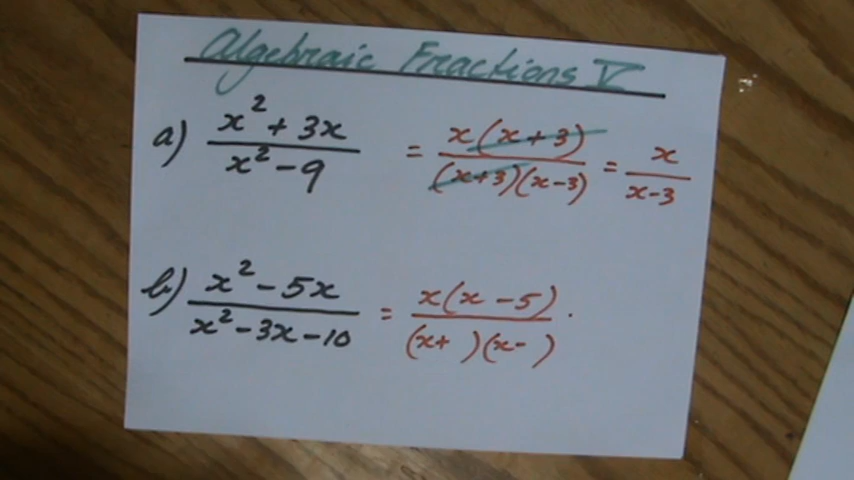 Algebraic Fractions V
a) x² + 3x / x² - 9 = x(x + 3) / (x+3)(x-3) = x / x-3
b) x² - 5x / x² - 3x - 10 = x(x - 5) / (x+ )(x- ) .